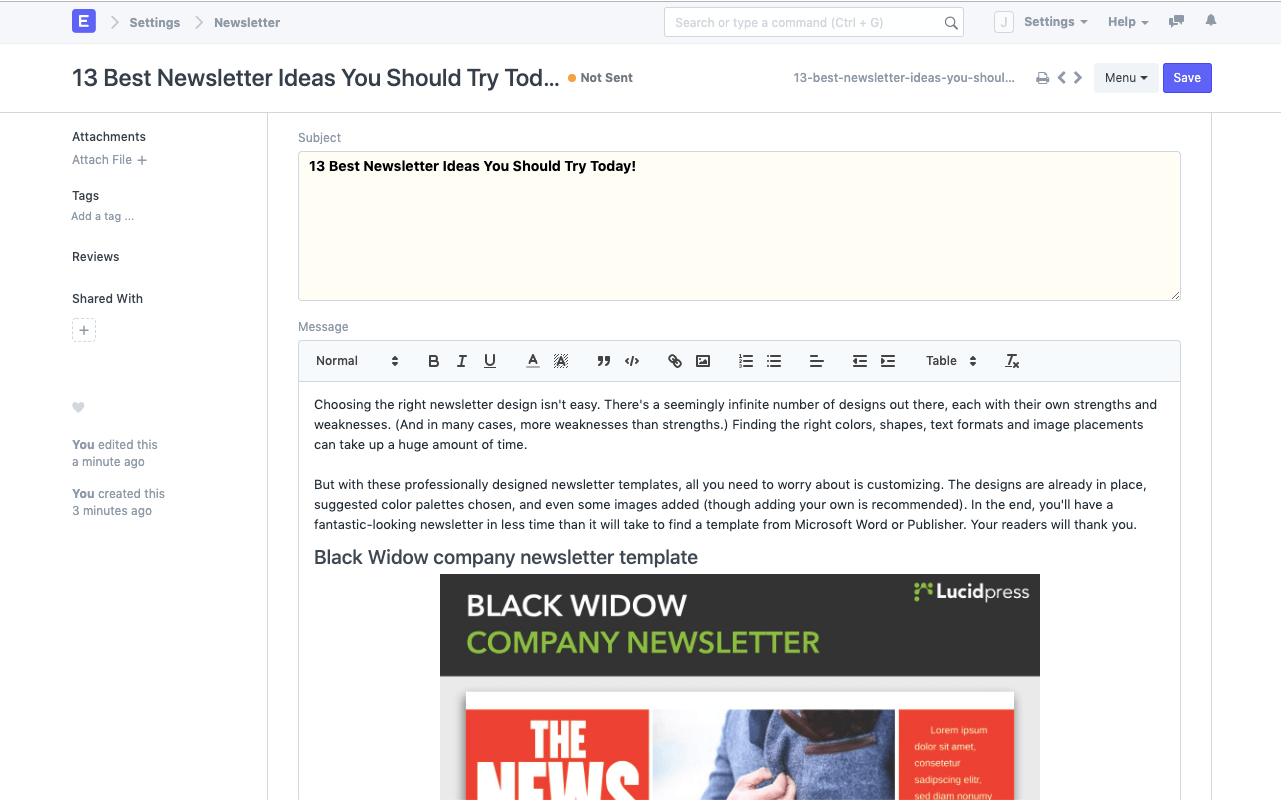 E
Settings
Newsletter
Search or type a command (Ctrl + G)
J
Settings
Help
13 Best Newsletter Ideas You Should Try Tod...
Not Sent
13-best-newsletter-ideas-you-shoul...
Menu
Save
Attachments
Attach File +
Tags
Add a tag ...
Reviews
Shared With
+
You edited this
a minute ago
You created this
3 minutes ago
Subject
13 Best Newsletter Ideas You Should Try Today!
Message
Normal
B I U A A
Table
Choosing the right newsletter design isn't easy. There's a seemingly infinite number of designs out there, each with their own strengths and
weaknesses. (And in many cases, more weaknesses than strengths.) Finding the right colors, shapes, text formats and image placements
can take up a huge amount of time.
But with these professionally designed newsletter templates, all you need to worry about is customizing. The designs are already in place,
suggested color palettes chosen, and even some images added (though adding your own is recommended). In the end, you'll have a
fantastic-looking newsletter in less time than it will take to find a template from Microsoft Word or Publisher. Your readers will thank you.
Black Widow company newsletter template
BLACK WIDOW
COMPANY NEWSLETTER
Lucidpress
THE
NEWS
Lorem ipsum
dolor sit amet,
consetetur
sadipscing elitr,
sed diam nonumy